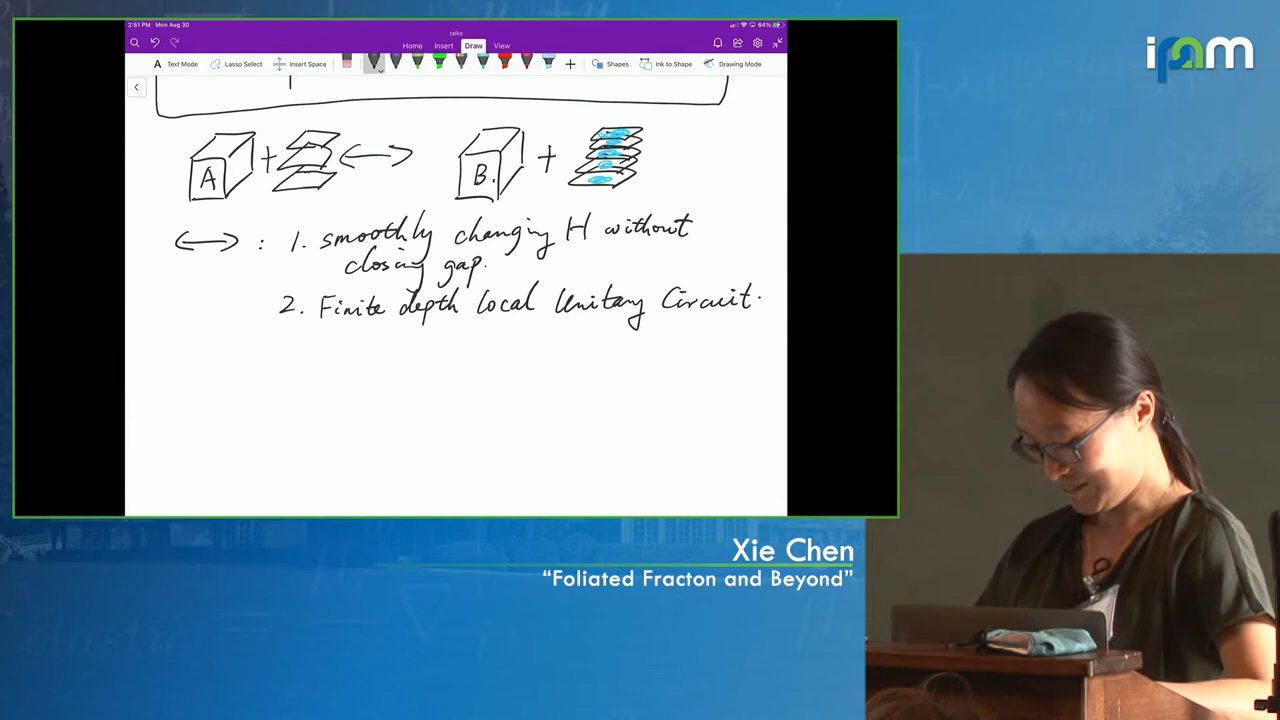 2:51 PM Mon Aug 30
64%
talks
Home Insert Draw View
Text Mode Lasso Select Insert Space Shapes Ink to Shape Drawing Mode
A + ⟷ B. +
⟷ : 1. smoothly changing H without
closing gap.
2. Finite depth local Unitary Circuit.
ipam
Xie Chen
“Foliated Fracton and Beyond”